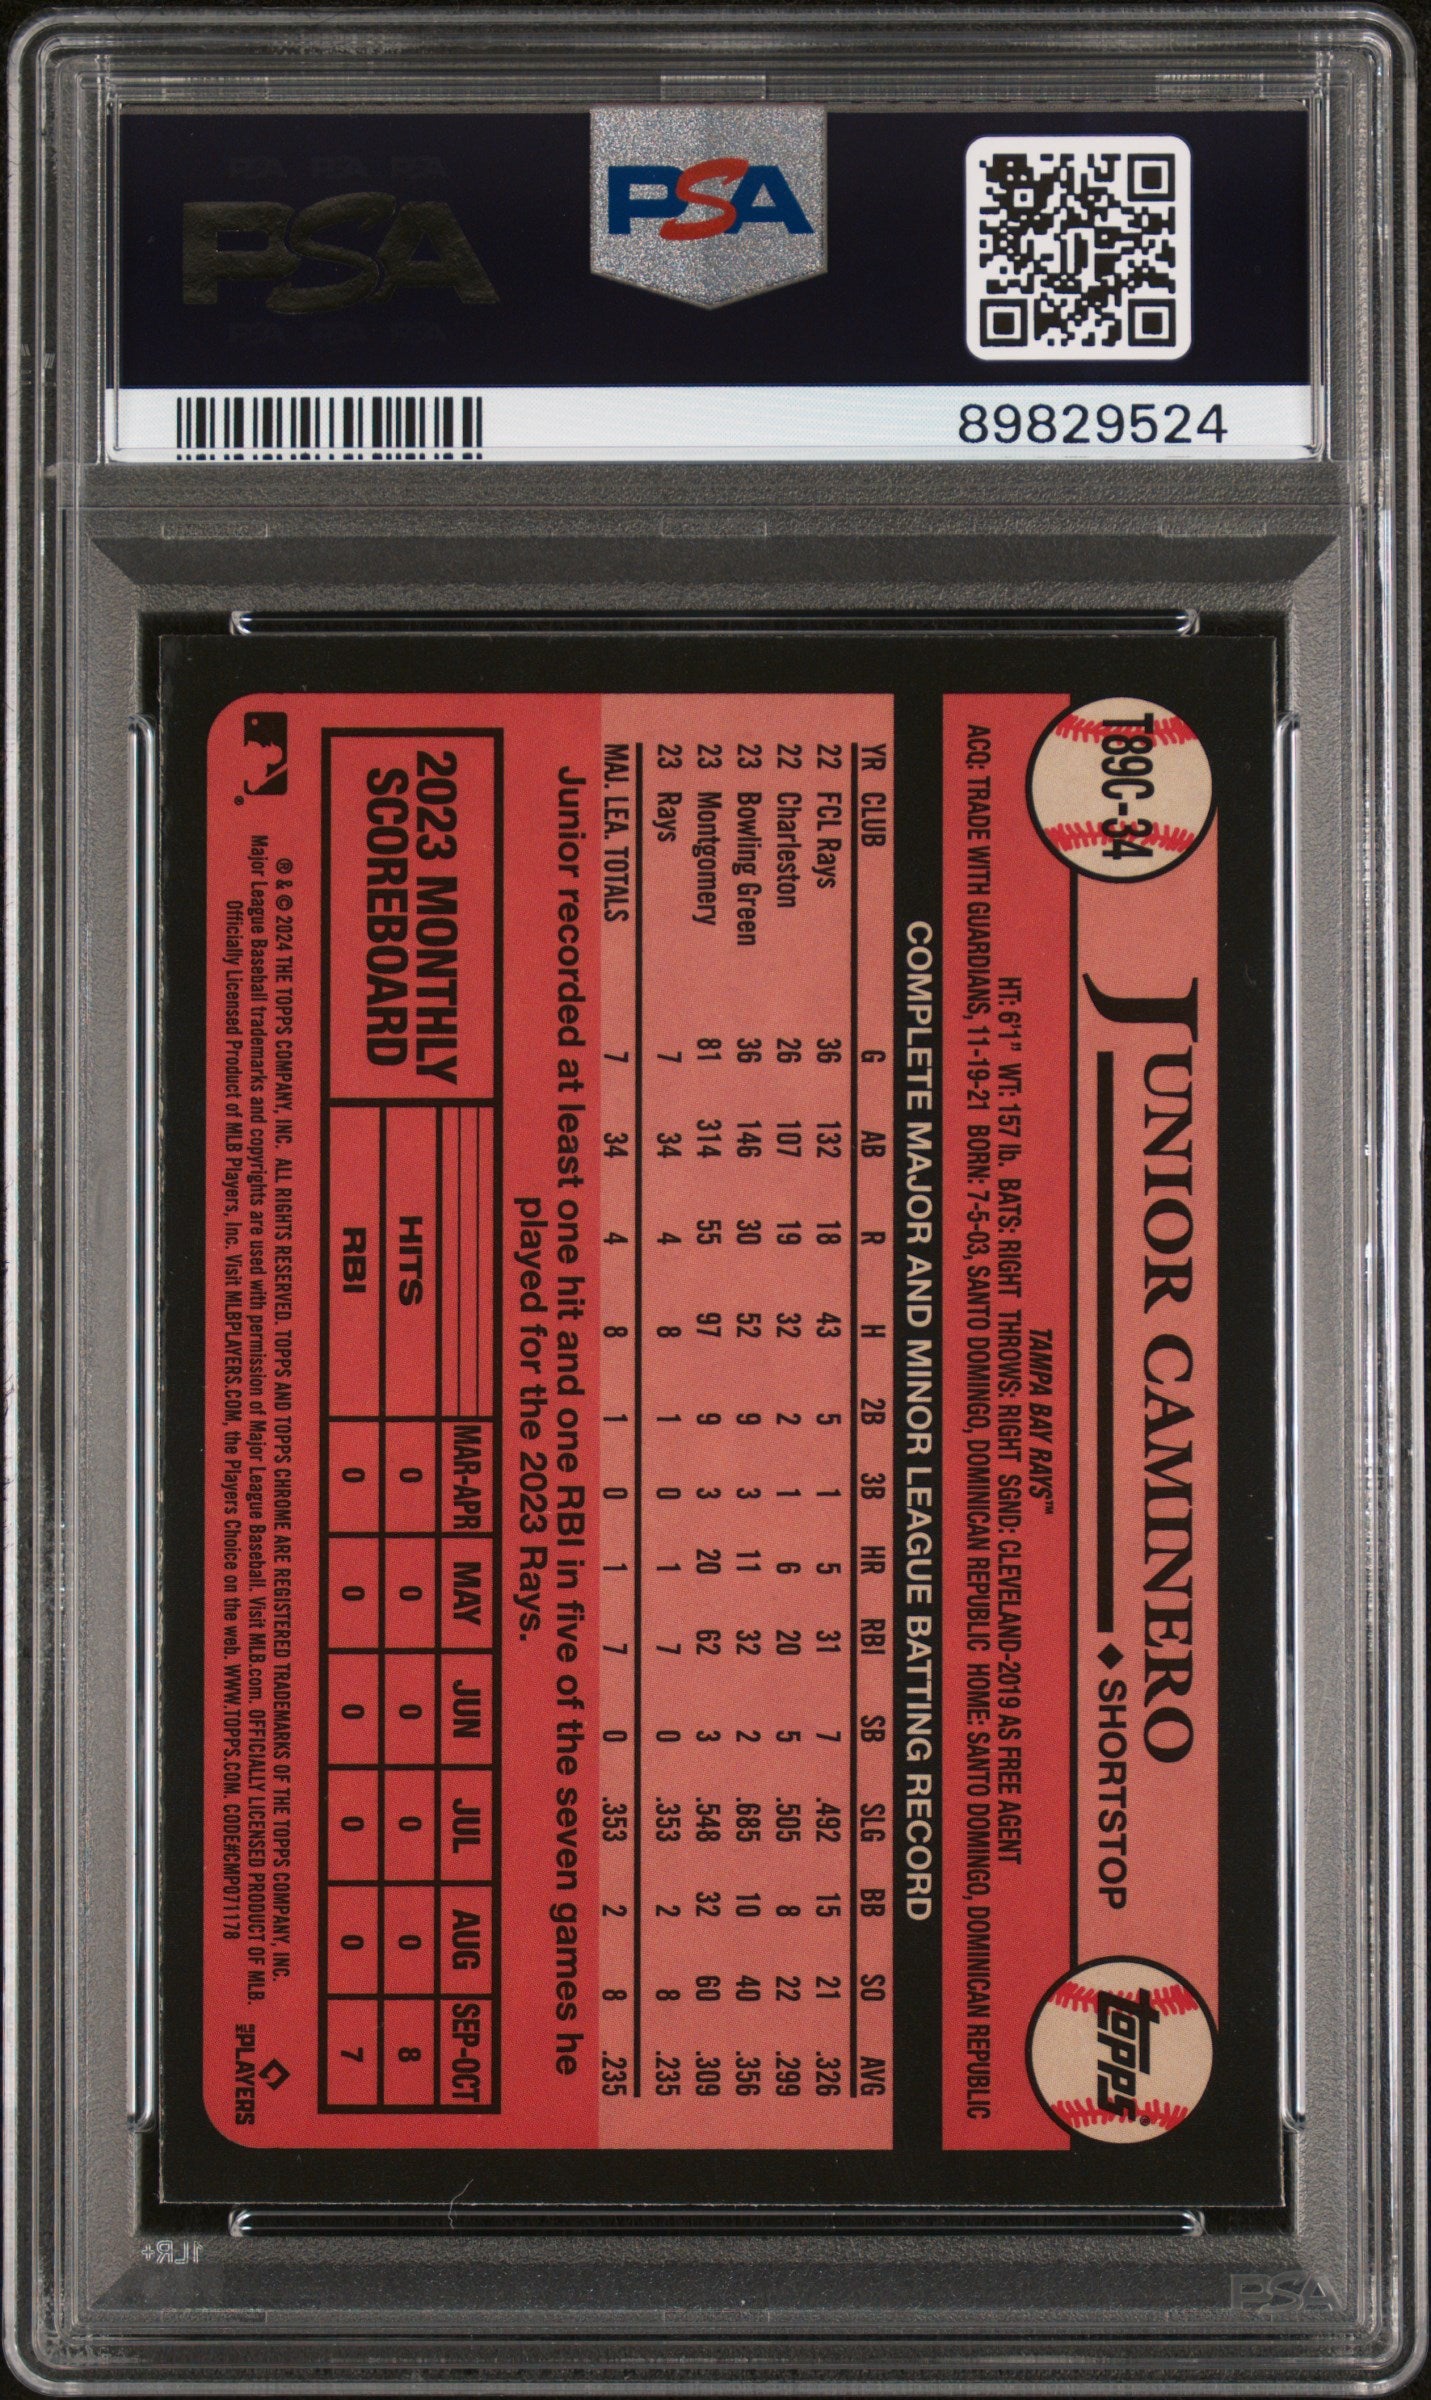 PSA
PSA
89829524
T89C-34
JUNIOR CAMINERO
◆SHORTSTOP
topps®
TAMPA BAY RAYS™
HT: 6'1" WT: 157 lb. BATS: RIGHT THROWS: RIGHT SGND: CLEVELAND-2019 AS FREE AGENT
ACQ: TRADE WITH GUARDIANS, 11-19-21 BORN: 7-5-03, SANTO DOMINGO, DOMINICAN REPUBLIC HOME: SANTO DOMINGO, DOMINICAN REPUBLIC
COMPLETE MAJOR AND MINOR LEAGUE BATTING RECORD
YR CLUB G AB R H 2B 3B HR RBI SB SLG BB SO AVG
22 FCL Rays 36 132 18 43 5 1 5 31 7 .492 15 21 .326
22 Charleston 26 107 19 32 2 1 6 20 5 .505 8 22 .299
23 Bowling Green 36 146 30 52 9 3 11 32 2 .685 10 40 .356
23 Montgomery 81 314 55 97 9 3 20 62 3 .548 32 60 .309
23 Rays 7 34 4 8 1 0 1 7 0 .353 2 8 .235
MAJ. LEA. TOTALS 7 34 4 8 1 0 1 7 0 .353 2 8 .235
Junior recorded at least one hit and one RBI in five of the seven games he
played for the 2023 Rays.
2023 MONTHLY
SCOREBOARD
MAR-APR MAY JUN JUL AUG SEP-OCT
HITS 0 0 0 0 0 8
RBI 0 0 0 0 0 7
® & © 2024 THE TOPPS COMPANY, INC. ALL RIGHTS RESERVED. TOPPS AND TOPPS CHROME ARE REGISTERED TRADEMARKS OF THE TOPPS COMPANY, INC.
Major League Baseball trademarks and copyrights are used with permission of Major League Baseball. Visit MLB.com. OFFICIALLY LICENSED PRODUCT OF MLB.
Officially Licensed Product of MLB Players, Inc. Visit MLBPLAYERS.COM, the Players Choice on the web. WWW.TOPPS.COM. CODE#CMP071178
MLB PLAYERS
1LR+
PSA